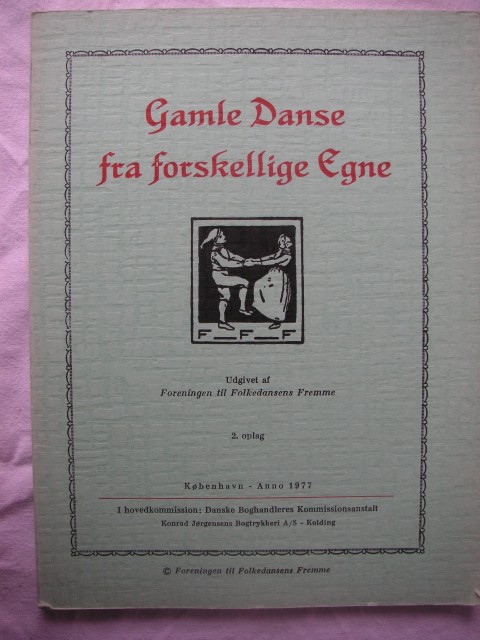 Gamle Danse
fra forskellige Egne
F F F
Udgivet af
Foreningen til Folkedansens Fremme
2. oplag
København - Anno 1977
I hovedkommission: Danske Boghandleres Kommissionsanstalt
Konrad Jørgensens Bogtrykkeri A/S - Kolding
© Foreningen til Folkedansens Fremme